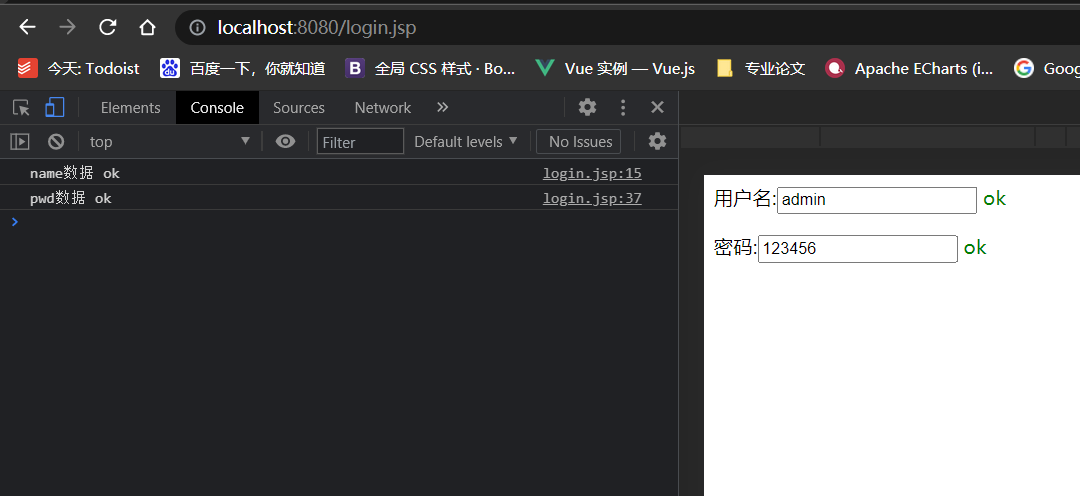 localhost:8080/login.jsp
今天: Todoist 百度一下，你就知道 B 全局 CSS 样式 · Bo... Vue 实例 — Vue.js 专业论文 Apache ECharts (i... Goog
Elements Console Sources Network
top Filter Default levels No Issues
name数据 ok login.jsp:15
pwd数据 ok login.jsp:37
用户名: admin ok
密码: 123456 ok